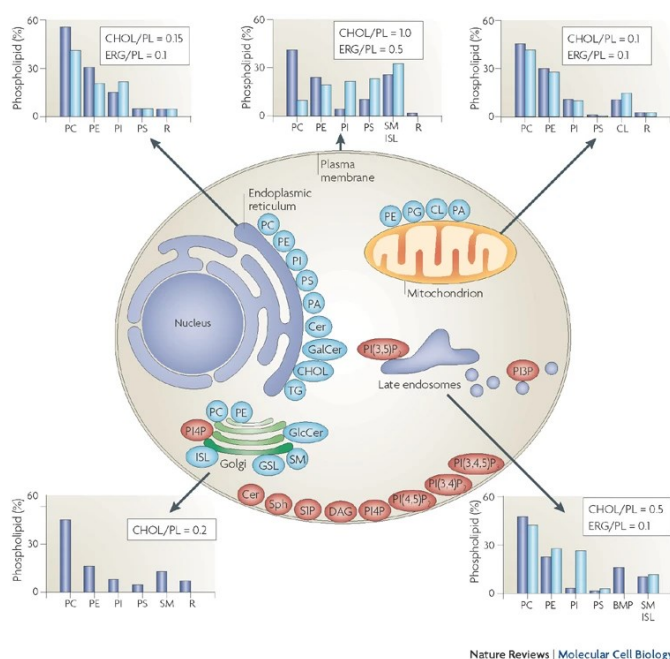 Phospholipid (%)
60
30
0
CHOL/PL = 0.15
ERG/PL = 0.1
PC PE PI PS R
Phospholipid (%)
60
30
0
CHOL/PL = 1.0
ERG/PL = 0.5
PC PE PI PS SM R
ISL
Phospholipid (%)
60
30
0
CHOL/PL = 0.1
ERG/PL = 0.1
PC PE PI PS CL R
Plasma
membrane
Endoplasmic
reticulum
PC
PE
PI
PS
PA
Cer
GalCer
CHOL
TG
Nucleus
PE PG CL PA
Mitochondrion
PI(3,5)P2
Late endosomes
PI3P
PC PE
PI4P
GlcCer
ISL
Golgi
GSL
SM
Cer
Sph
S1P
DAG
PI4P
PI(4,5)P
PI(3,4)P
PI(3,4,5)P
Phospholipid (%)
60
30
0
CHOL/PL = 0.2
PC PE PI PS SM R
Phospholipid (%)
60
30
0
CHOL/PL = 0.5
ERG/PL = 0.1
PC PE PI PS BMP SM
ISL
Nature Reviews | Molecular Cell Biology